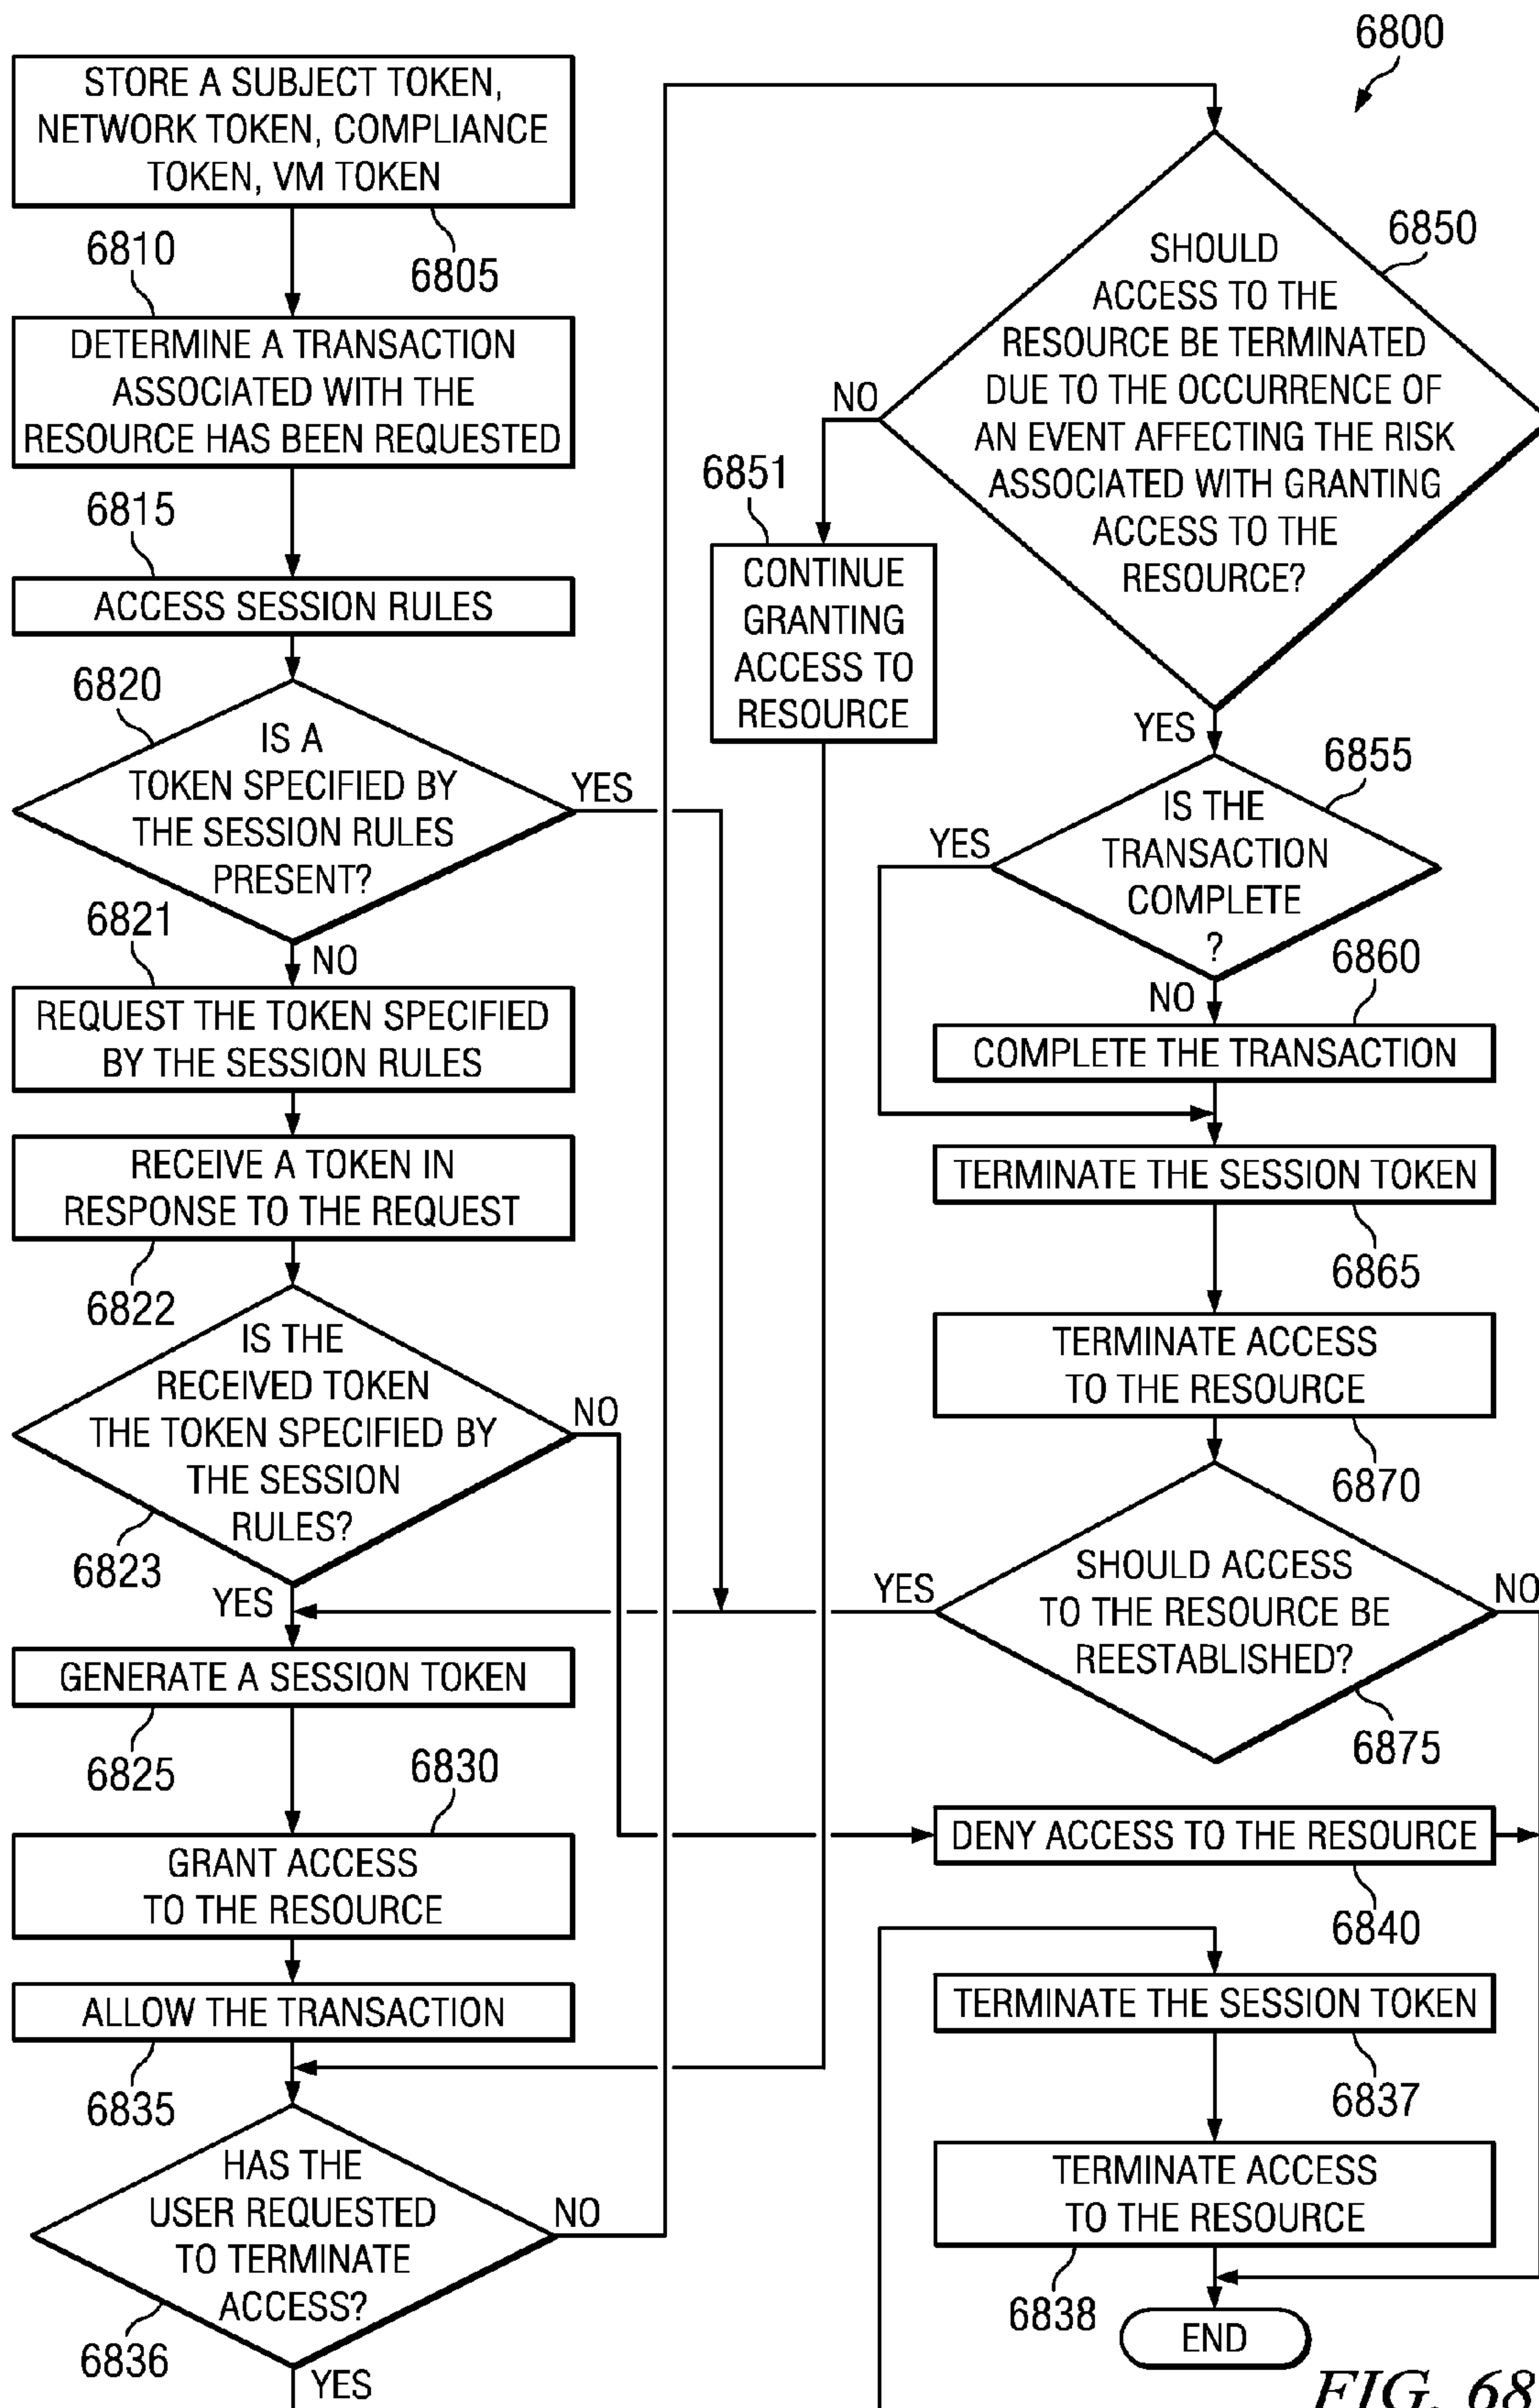 6800
STORE A SUBJECT TOKEN,
NETWORK TOKEN, COMPLIANCE
TOKEN, VM TOKEN
6805
6810
DETERMINE A TRANSACTION
ASSOCIATED WITH THE
RESOURCE HAS BEEN REQUESTED
6815
ACCESS SESSION RULES
6820
IS A
TOKEN SPECIFIED BY
THE SESSION RULES
PRESENT?
YES
6821
NO
REQUEST THE TOKEN SPECIFIED
BY THE SESSION RULES
RECEIVE A TOKEN IN
RESPONSE TO THE REQUEST
6822
IS THE
RECEIVED TOKEN
THE TOKEN SPECIFIED BY
THE SESSION
RULES?
NO
6823
YES
GENERATE A SESSION TOKEN
6825
6830
GRANT ACCESS
TO THE RESOURCE
ALLOW THE TRANSACTION
6835
HAS THE
USER REQUESTED
TO TERMINATE
ACCESS?
NO
6836
YES
6850
SHOULD
ACCESS TO THE
RESOURCE BE TERMINATED
DUE TO THE OCCURRENCE OF
AN EVENT AFFECTING THE RISK
ASSOCIATED WITH GRANTING
ACCESS TO THE
RESOURCE?
NO
6851
CONTINUE
GRANTING
ACCESS TO
RESOURCE
YES
6855
IS THE
TRANSACTION
COMPLETE
?
YES
NO
6860
COMPLETE THE TRANSACTION
TERMINATE THE SESSION TOKEN
6865
TERMINATE ACCESS
TO THE RESOURCE
6870
SHOULD ACCESS
TO THE RESOURCE BE
REESTABLISHED?
YES
NO
6875
DENY ACCESS TO THE RESOURCE
6840
TERMINATE THE SESSION TOKEN
6837
TERMINATE ACCESS
TO THE RESOURCE
6838
END
FIG. 68